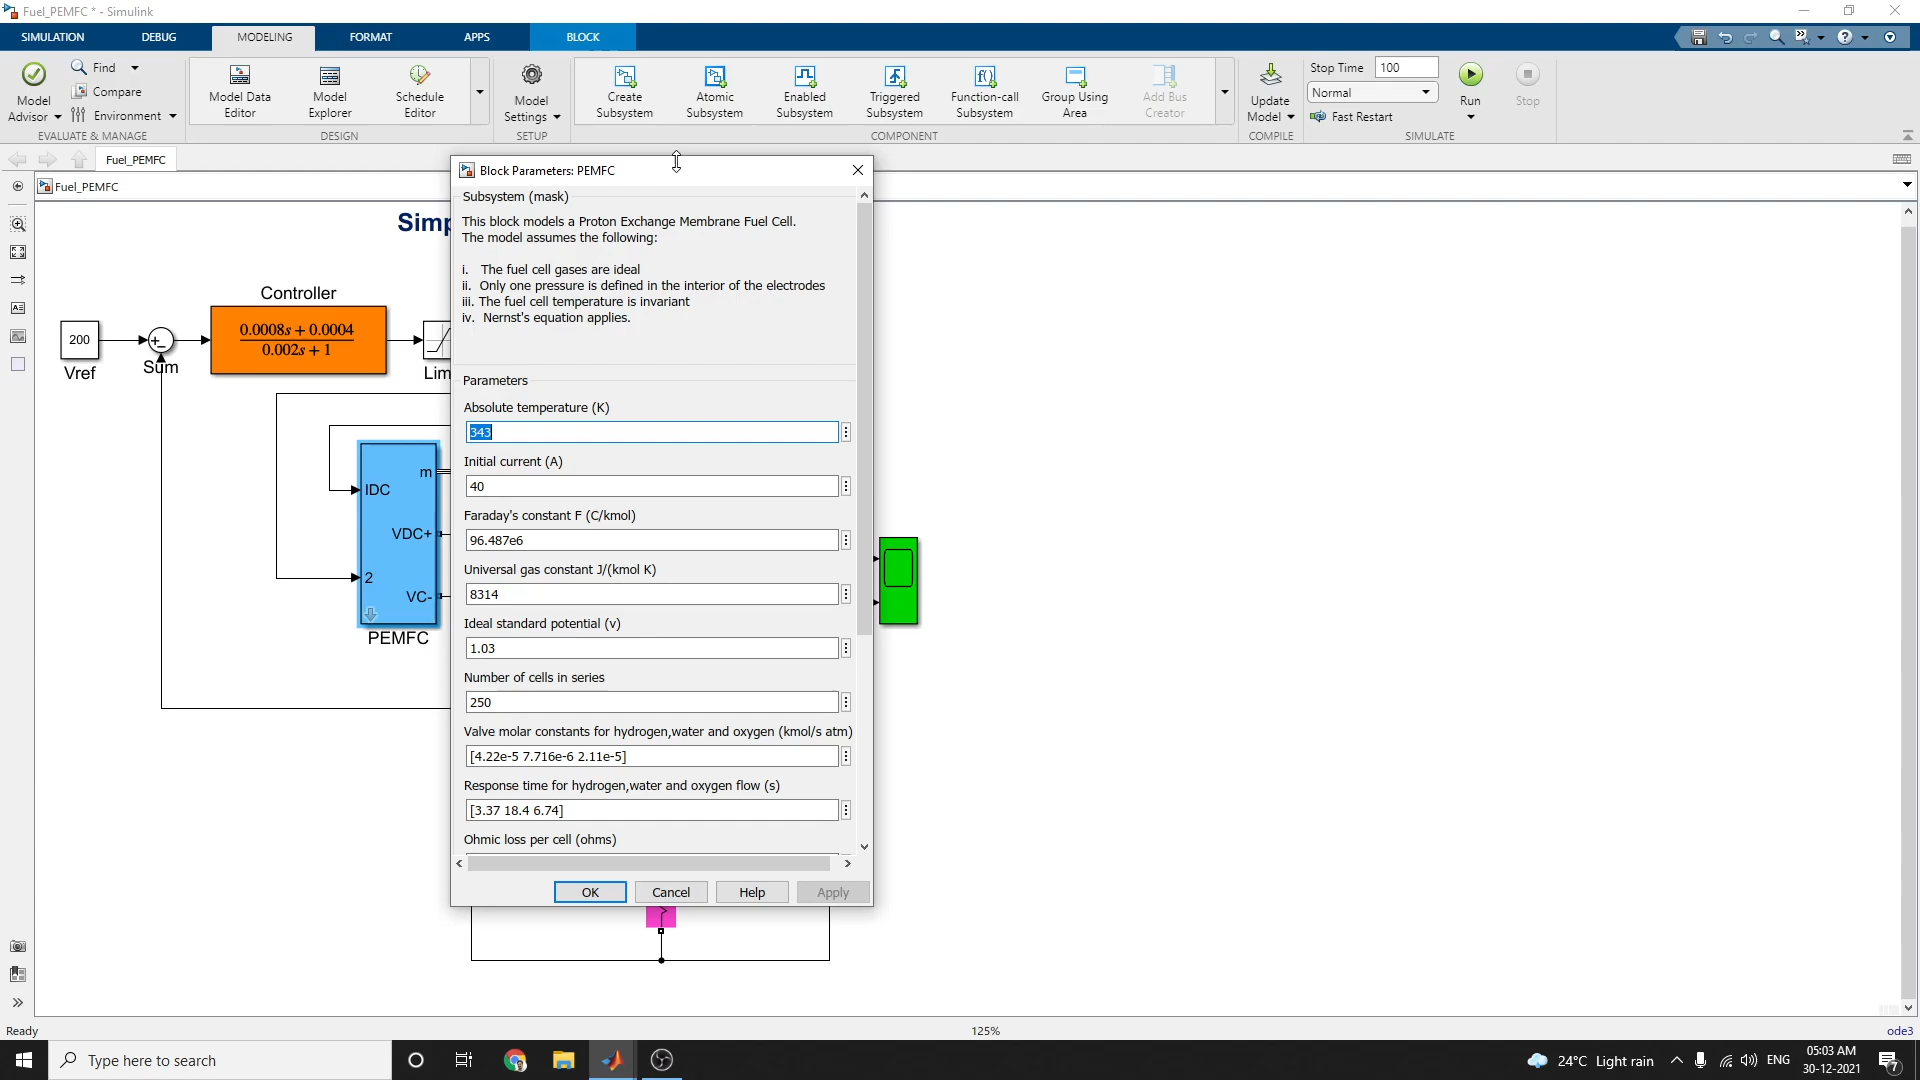 Fuel_PEMFC * - Simulink
SIMULATION DEBUG MODELING FORMAT APPS BLOCK
Model Advisor
Find
Compare
Environment
EVALUATE & MANAGE
Model Data Editor
Model Explorer
Schedule Editor
DESIGN
Model Settings
SETUP
Create Subsystem
Atomic Subsystem
Enabled Subsystem
Triggered Subsystem
Function-call Subsystem
Group Using Area
Add Bus Creator
COMPONENT
Update Model
COMPILE
Stop Time 100
Normal
Fast Restart
Run
Stop
SIMULATE
Fuel_PEMFC
Fuel_PEMFC
Simp
Controller
0.0008s + 0.0004
0.002s + 1
200
Vref
Sum
Lim
m
IDC
VDC+
2
VC-
PEMFC
Block Parameters: PEMFC
Subsystem (mask)
This block models a Proton Exchange Membrane Fuel Cell.
The model assumes the following:
i. The fuel cell gases are ideal
ii. Only one pressure is defined in the interior of the electrodes
iii. The fuel cell temperature is invariant
iv. Nernst's equation applies.
Parameters
Absolute temperature (K)
343
Initial current (A)
40
Faraday's constant F (C/kmol)
96.487e6
Universal gas constant J/(kmol K)
8314
Ideal standard potential (v)
1.03
Number of cells in series
250
Valve molar constants for hydrogen,water and oxygen (kmol/s atm)
[4.22e-5 7.716e-6 2.11e-5]
Response time for hydrogen,water and oxygen flow (s)
[3.37 18.4 6.74]
Ohmic loss per cell (ohms)
OK Cancel Help Apply
Ready 125% ode3
Type here to search
24°C Light rain ENG
05:03 AM
30-12-2021
7